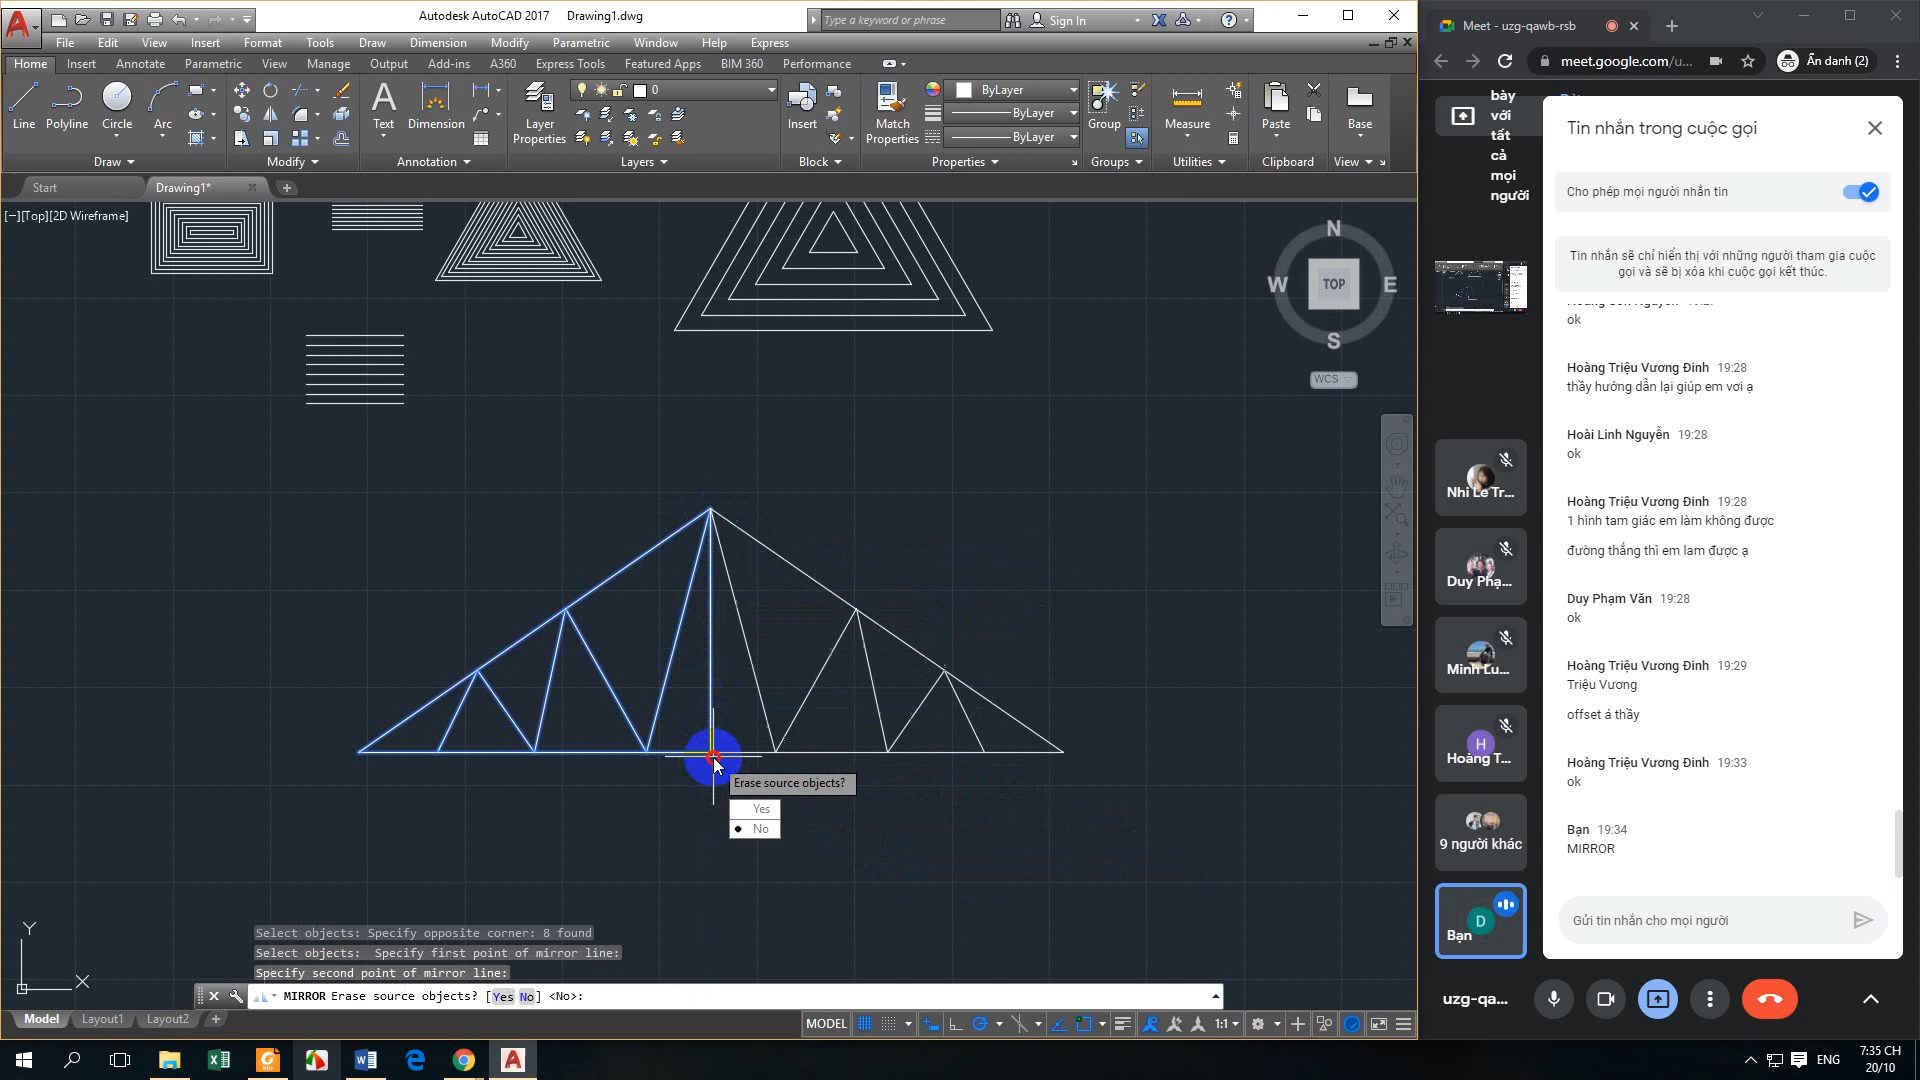 Autodesk AutoCAD 2017 Drawing1.dwg
Type a keyword or phrase
Sign In
File Edit View Insert Format Tools Draw Dimension Modify Parametric Window Help Express
Home Insert Annotate Parametric View Manage Output Add-ins A360 Express Tools Featured Apps BIM 360 Performance
0
ByLayer
ByLayer
ByLayer
Line Polyline Circle Arc
Text Dimension
Layer
Properties
Insert
Match
Properties
Group
Measure
Paste
Base
Draw
Modify
Annotation
Layers
Block
Properties
Groups
Utilities
Clipboard
View
Start
Drawing1*
[−][Top][2D Wireframe]
N
W
TOP
E
S
WCS
Erase source objects?
Yes
No
Y
X
Select objects: Specify opposite corner: 8 found
Select objects: Specify first point of mirror line:
Specify second point of mirror line:
MIRROR Erase source objects? [Yes No] <No>:
Model Layout1 Layout2
MODEL
1:1
Meet - uzg-qawb-rsb
meet.google.com/u...
Ẩn danh (2)
bày
với
tất
cả
mọi
người
Nhi Le Tr...
Duy Phạ...
Minh Lu...
H
Hoàng T...
9 người khác
D
Bạn
Tin nhắn trong cuộc gọi
Cho phép mọi người nhắn tin
Tin nhắn sẽ chỉ hiển thị với những người tham gia cuộc
gọi và sẽ bị xóa khi cuộc gọi kết thúc.
ok
Hoàng Triệu Vương Đinh 19:28
thầy hướng dẫn lại giúp em vơi ạ
Hoài Linh Nguyễn 19:28
ok
Hoàng Triệu Vương Đinh 19:28
1 hình tam giác em làm không được
đường thẳng thì em lam được ạ
Duy Phạm Văn 19:28
ok
Hoàng Triệu Vương Đinh 19:29
Triệu Vương
offset á thầy
Hoàng Triệu Vương Đinh 19:33
ok
Bạn 19:34
MIRROR
Gửi tin nhắn cho mọi người
uzg-qa...
ENG
7:35 CH
20/10